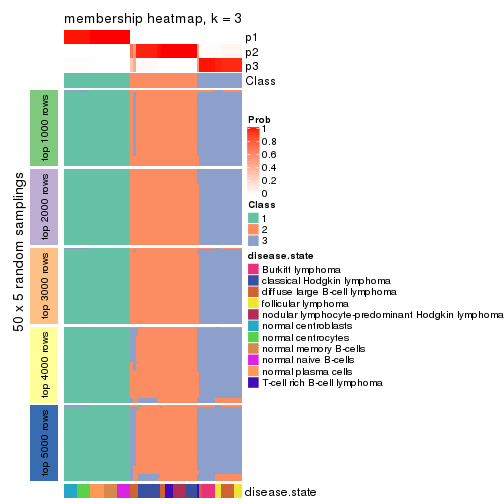 membership heatmap, k = 3
p1
p2
p3
Class
50 x 5 random samplings
top 1000 rows
top 2000 rows
top 3000 rows
top 4000 rows
top 5000 rows
Prob
1
0.8
0.6
0.4
0.2
0
Class
1
2
3
disease.state
Burkitt lymphoma
classical Hodgkin lymphoma
diffuse large B-cell lymphoma
follicular lymphoma
nodular lymphocyte-predominant Hodgkin lymphoma
normal centroblasts
normal centrocytes
normal memory B-cells
normal naive B-cells
normal plasma cells
T-cell rich B-cell lymphoma
disease.state